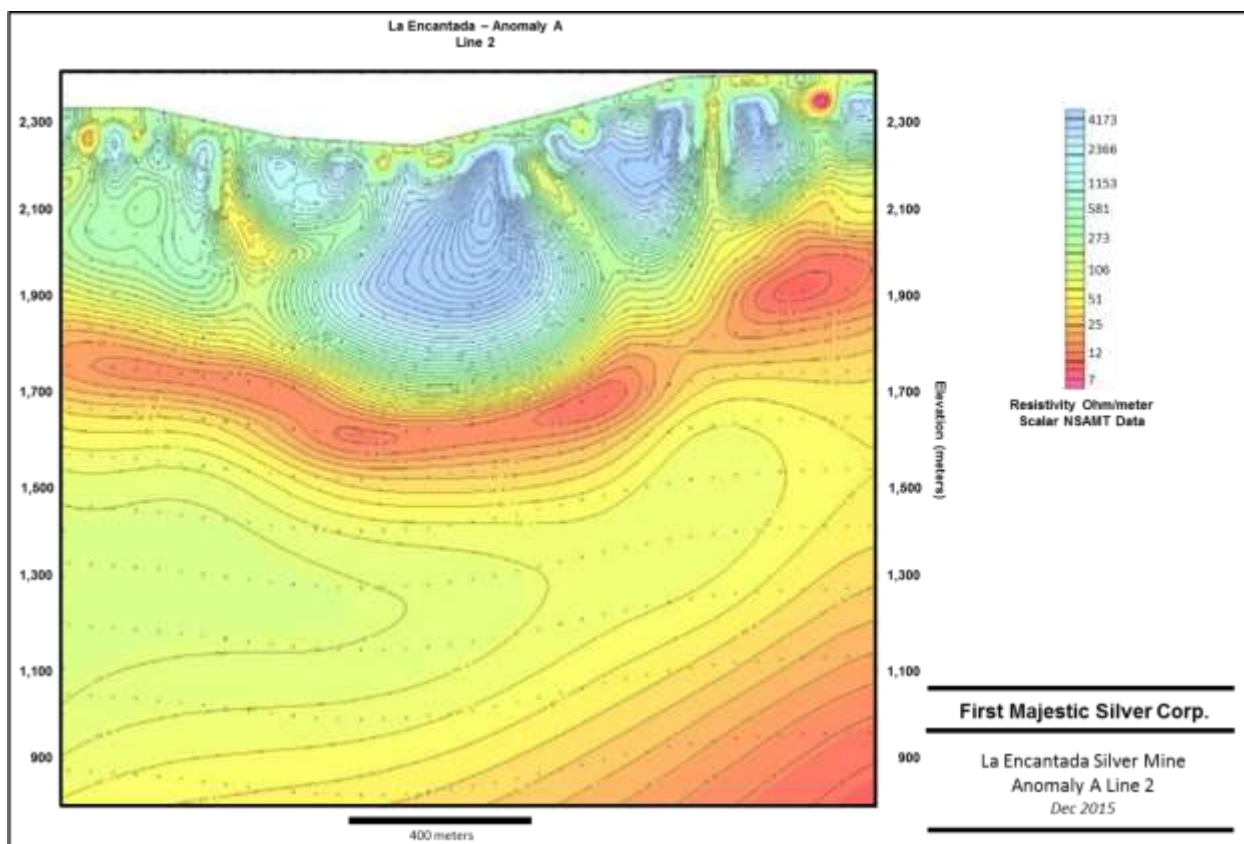 La Encantada – Anomaly A
Line 2
2,300
2,100
1,900
1,700
1,500
1,300
1,100
900
2,300
2,100
1,900
1,700
1,500
1,300
1,100
900
Elevation (meters)
400 meters
4173
2366
1153
581
273
106
51
25
12
7
Resistivity Ohm/meter
Scalar NSAMT Data
First Majestic Silver Corp.
La Encantada Silver Mine
Anomaly A Line 2
Dec 2015